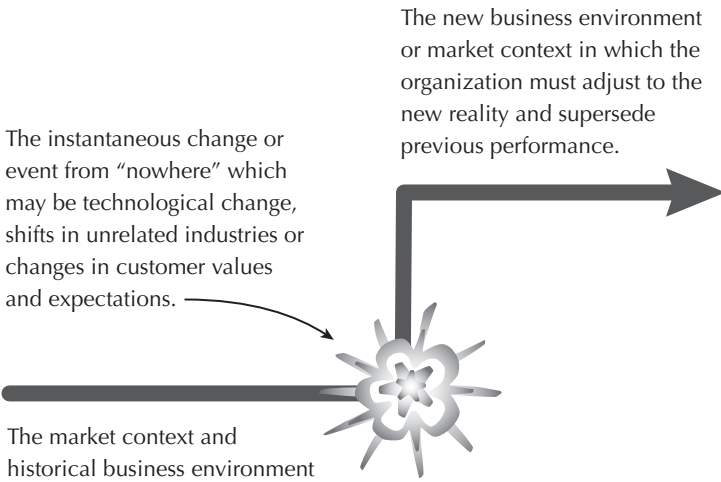 The new business environment
or market context in which the
organization must adjust to the
new reality and supersede
previous performance.
The instantaneous change or
event from “nowhere” which
may be technological change,
shifts in unrelated industries or
changes in customer values
and expectations.
The market context and
historical business environment